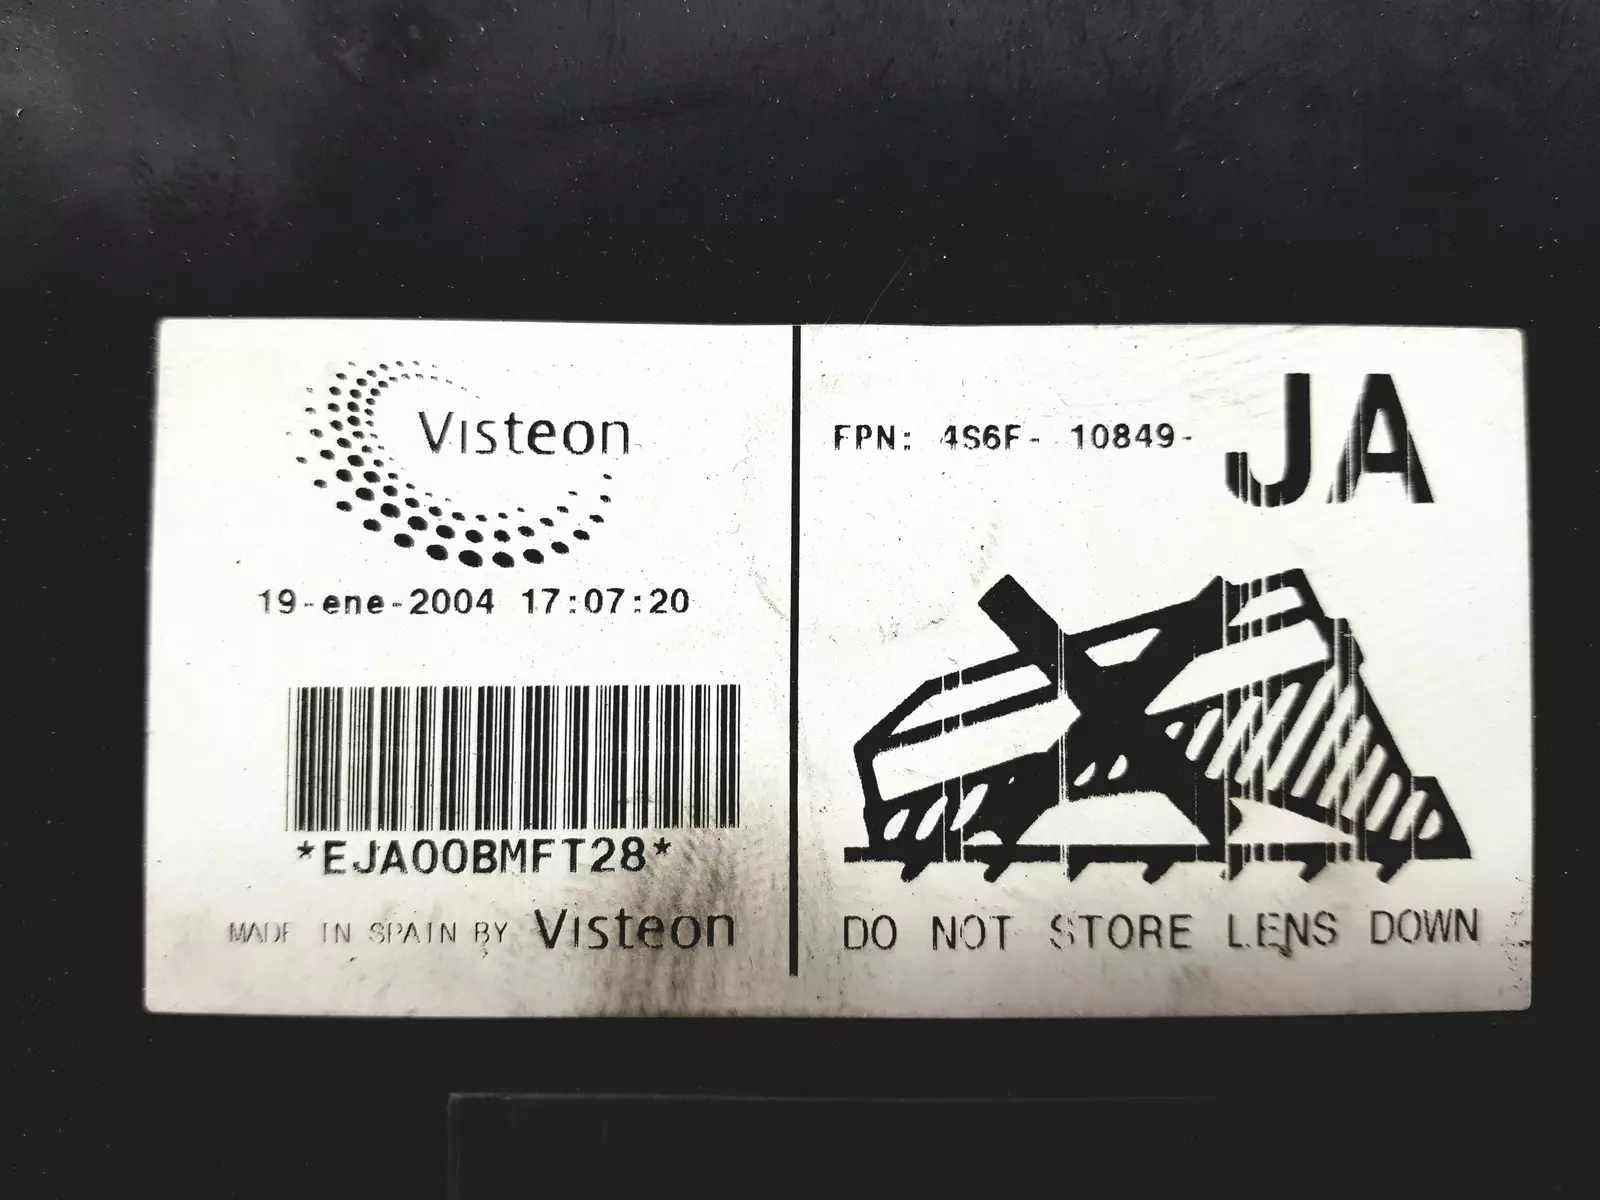 Visteon
19-ene-2004 17:07:20
*EJA00BMFT28*
MADE IN SPAIN BY Visteon
FPN: 4S6F- 10849-
JA
DO NOT STORE LENS DOWN